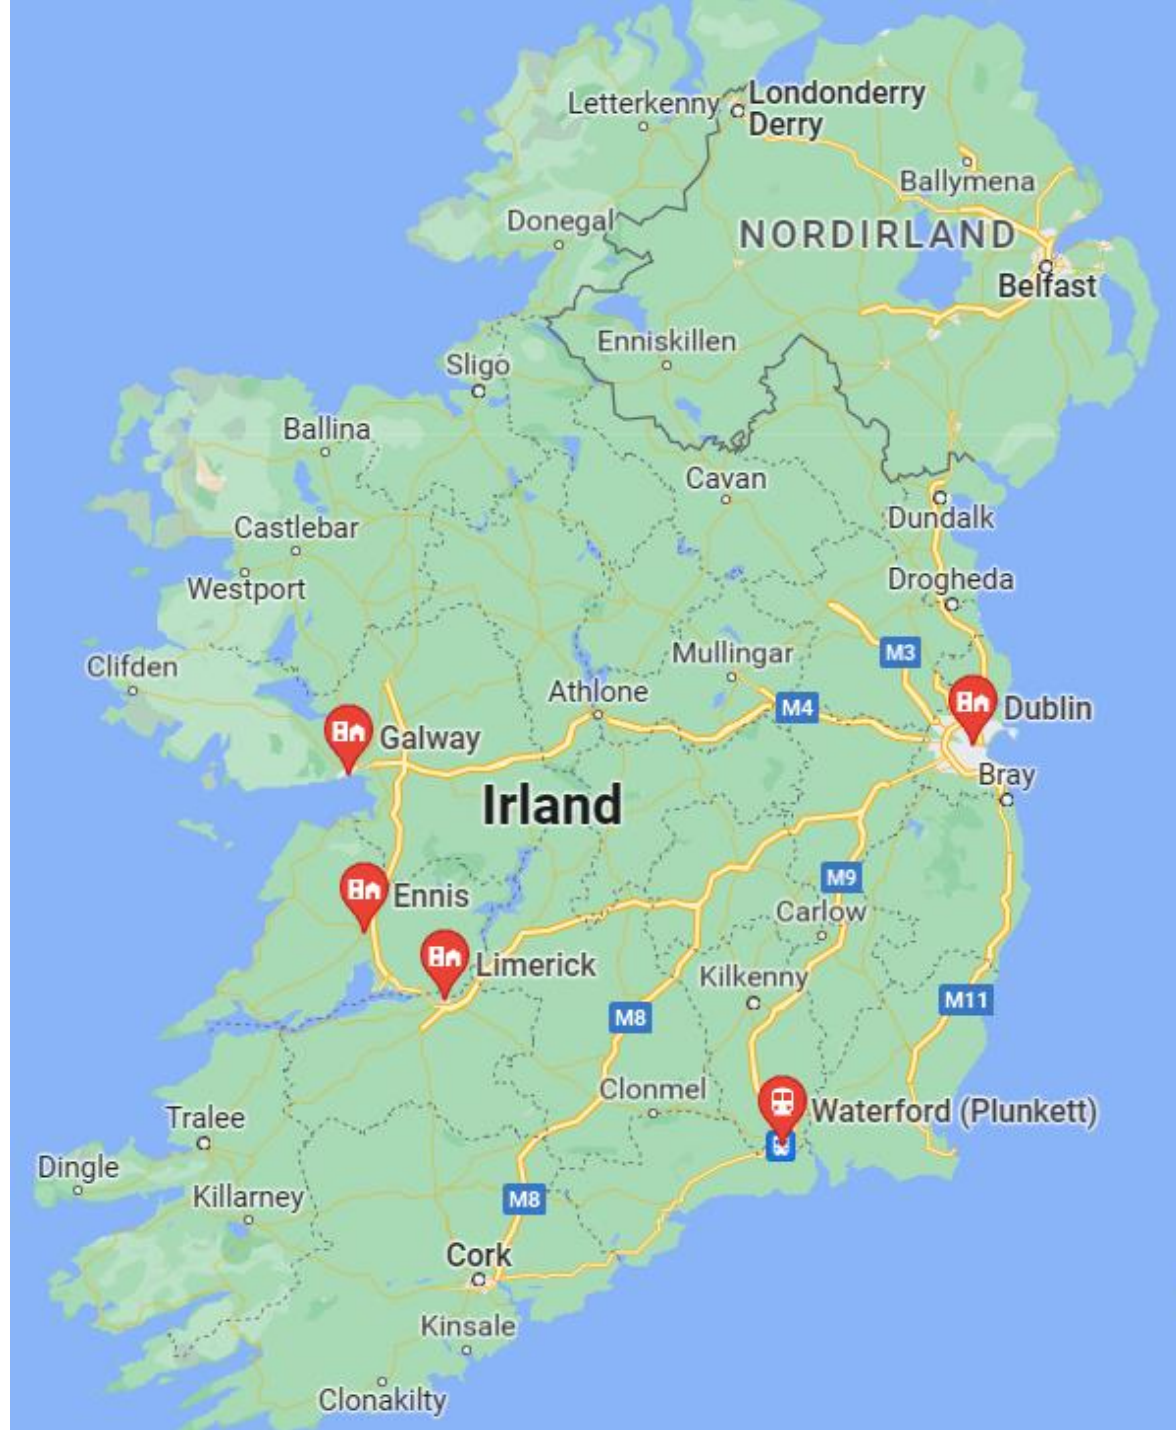 Letterkenny
Londonderry
Derry
Ballymena
Donegal
NORDIRLAND
Belfast
Enniskillen
Sligo
Ballina
Cavan
Dundalk
Castlebar
Westport
Drogheda
Mullingar
M3
Clifden
Athlone
M4
Dublin
Galway
Bray
Irland
M9
Ennis
Carlow
Limerick
Kilkenny
M11
M8
Clonmel
Waterford (Plunkett)
Tralee
Dingle
Killarney
M8
Cork
Kinsale
Clonakilty